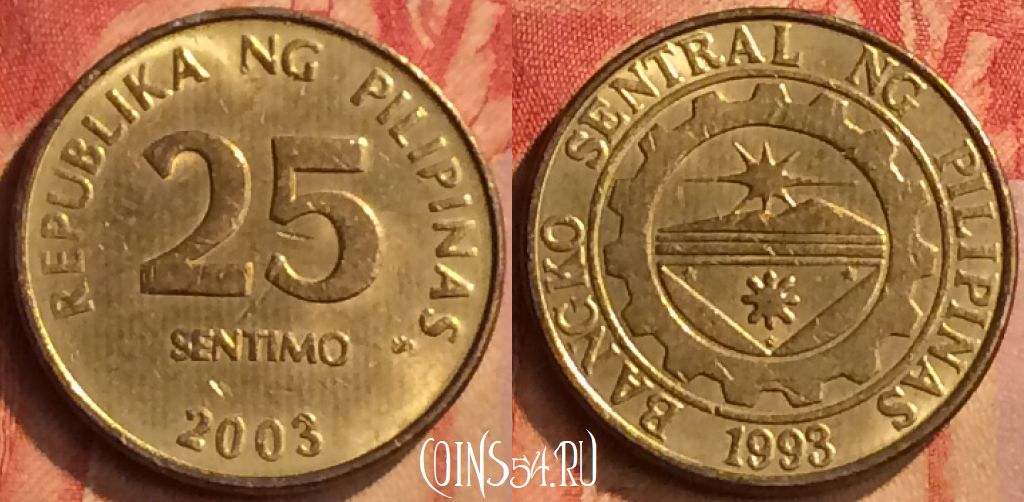 REPUBLIKA NG PILIPINAS
25
SENTIMO
2003
BANGKO SENTRAL NG PILIPINAS
1993
COINS54.RU